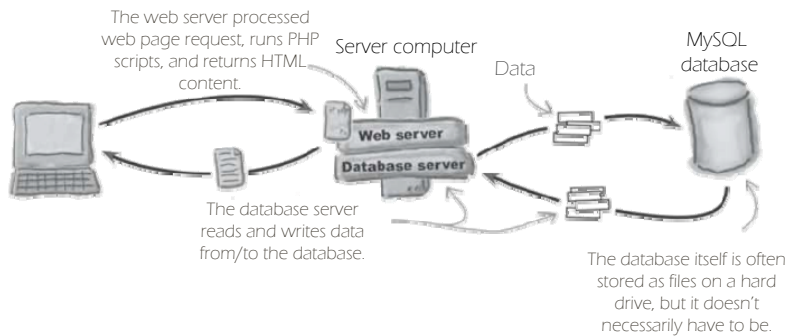 The web server processed
web page request, runs PHP
scripts, and returns HTML
content.
Server computer
Data
MySQL
database
Web server
Database server
The database server
reads and writes data
from/to the database.
The database itself is often
stored as files on a hard
drive, but it doesn't
necessarily have to be.